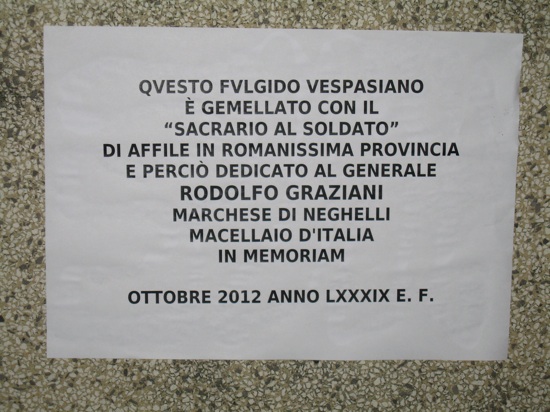 QVESTO FVLGIDO VESPASIANO
È GEMELLATO CON IL
“SACRARIO AL SOLDATO”
DI AFFILE IN ROMANISSIMA PROVINCIA
E PERCIÒ DEDICATO AL GENERALE
RODOLFO GRAZIANI
MARCHESE DI NEGHELLI
MACELLAIO D'ITALIA
IN MEMORIAM
OTTOBRE 2012 ANNO LXXXIX E. F.